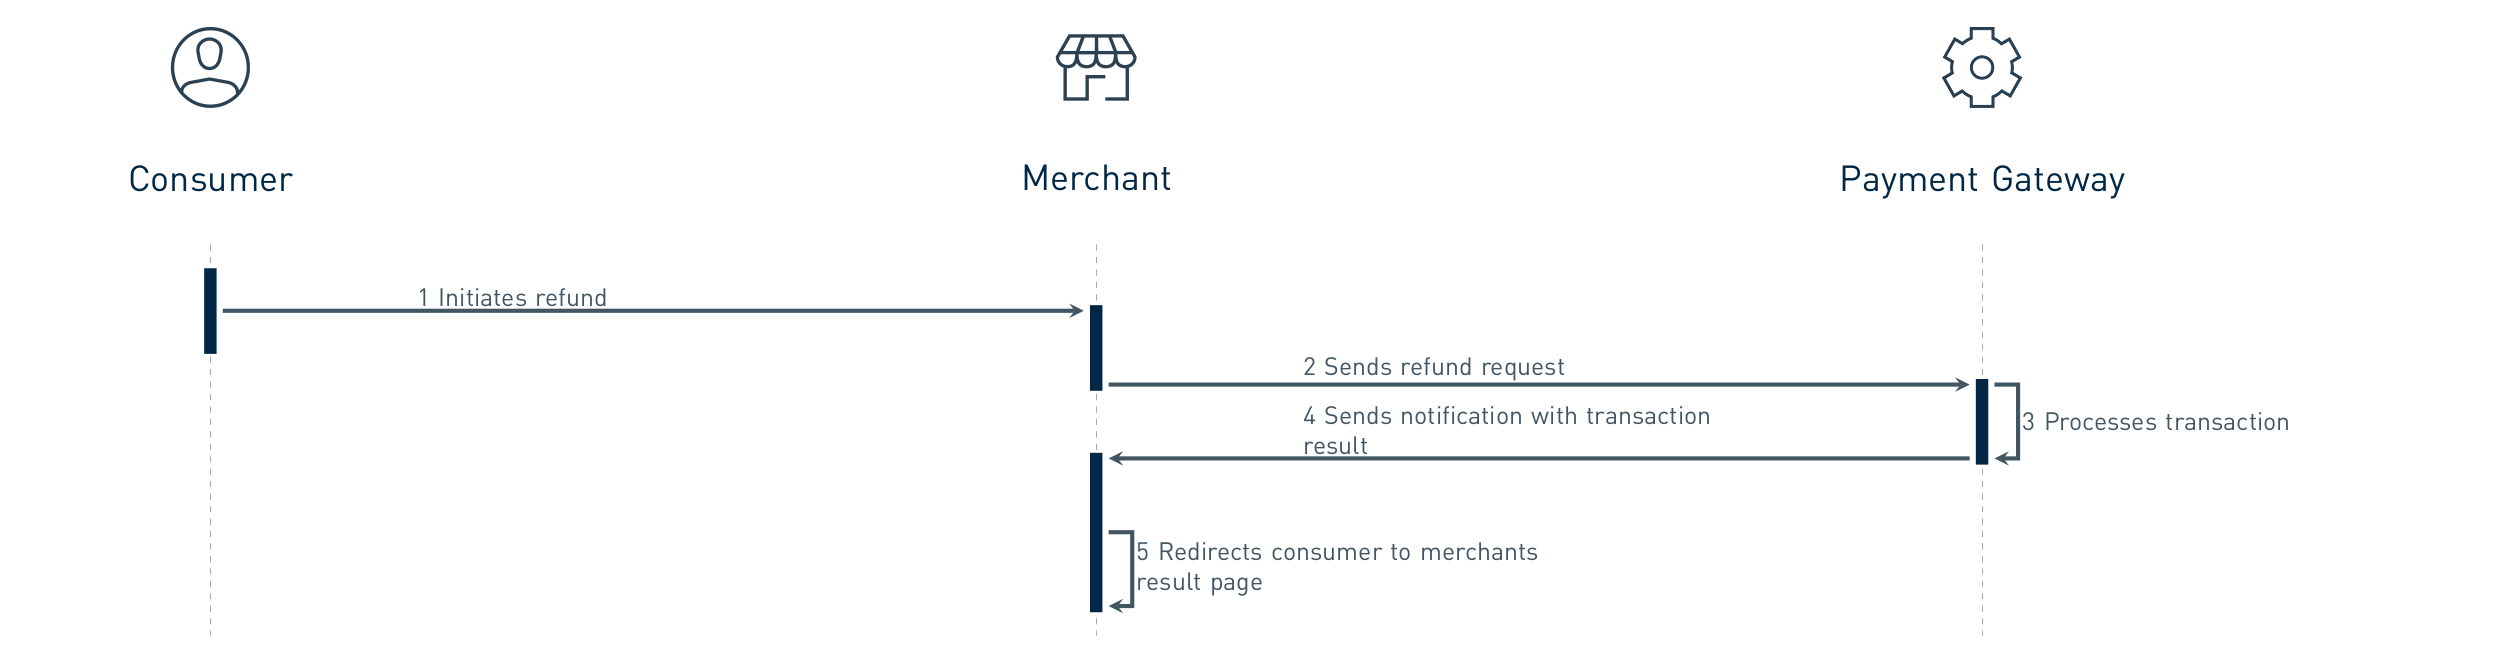 Consumer
Merchant
Payment Gateway
1 Initiates refund
2 Sends refund request
3 Processes transaction
4 Sends notification with transaction
result
5 Redirects consumer to merchants
result page